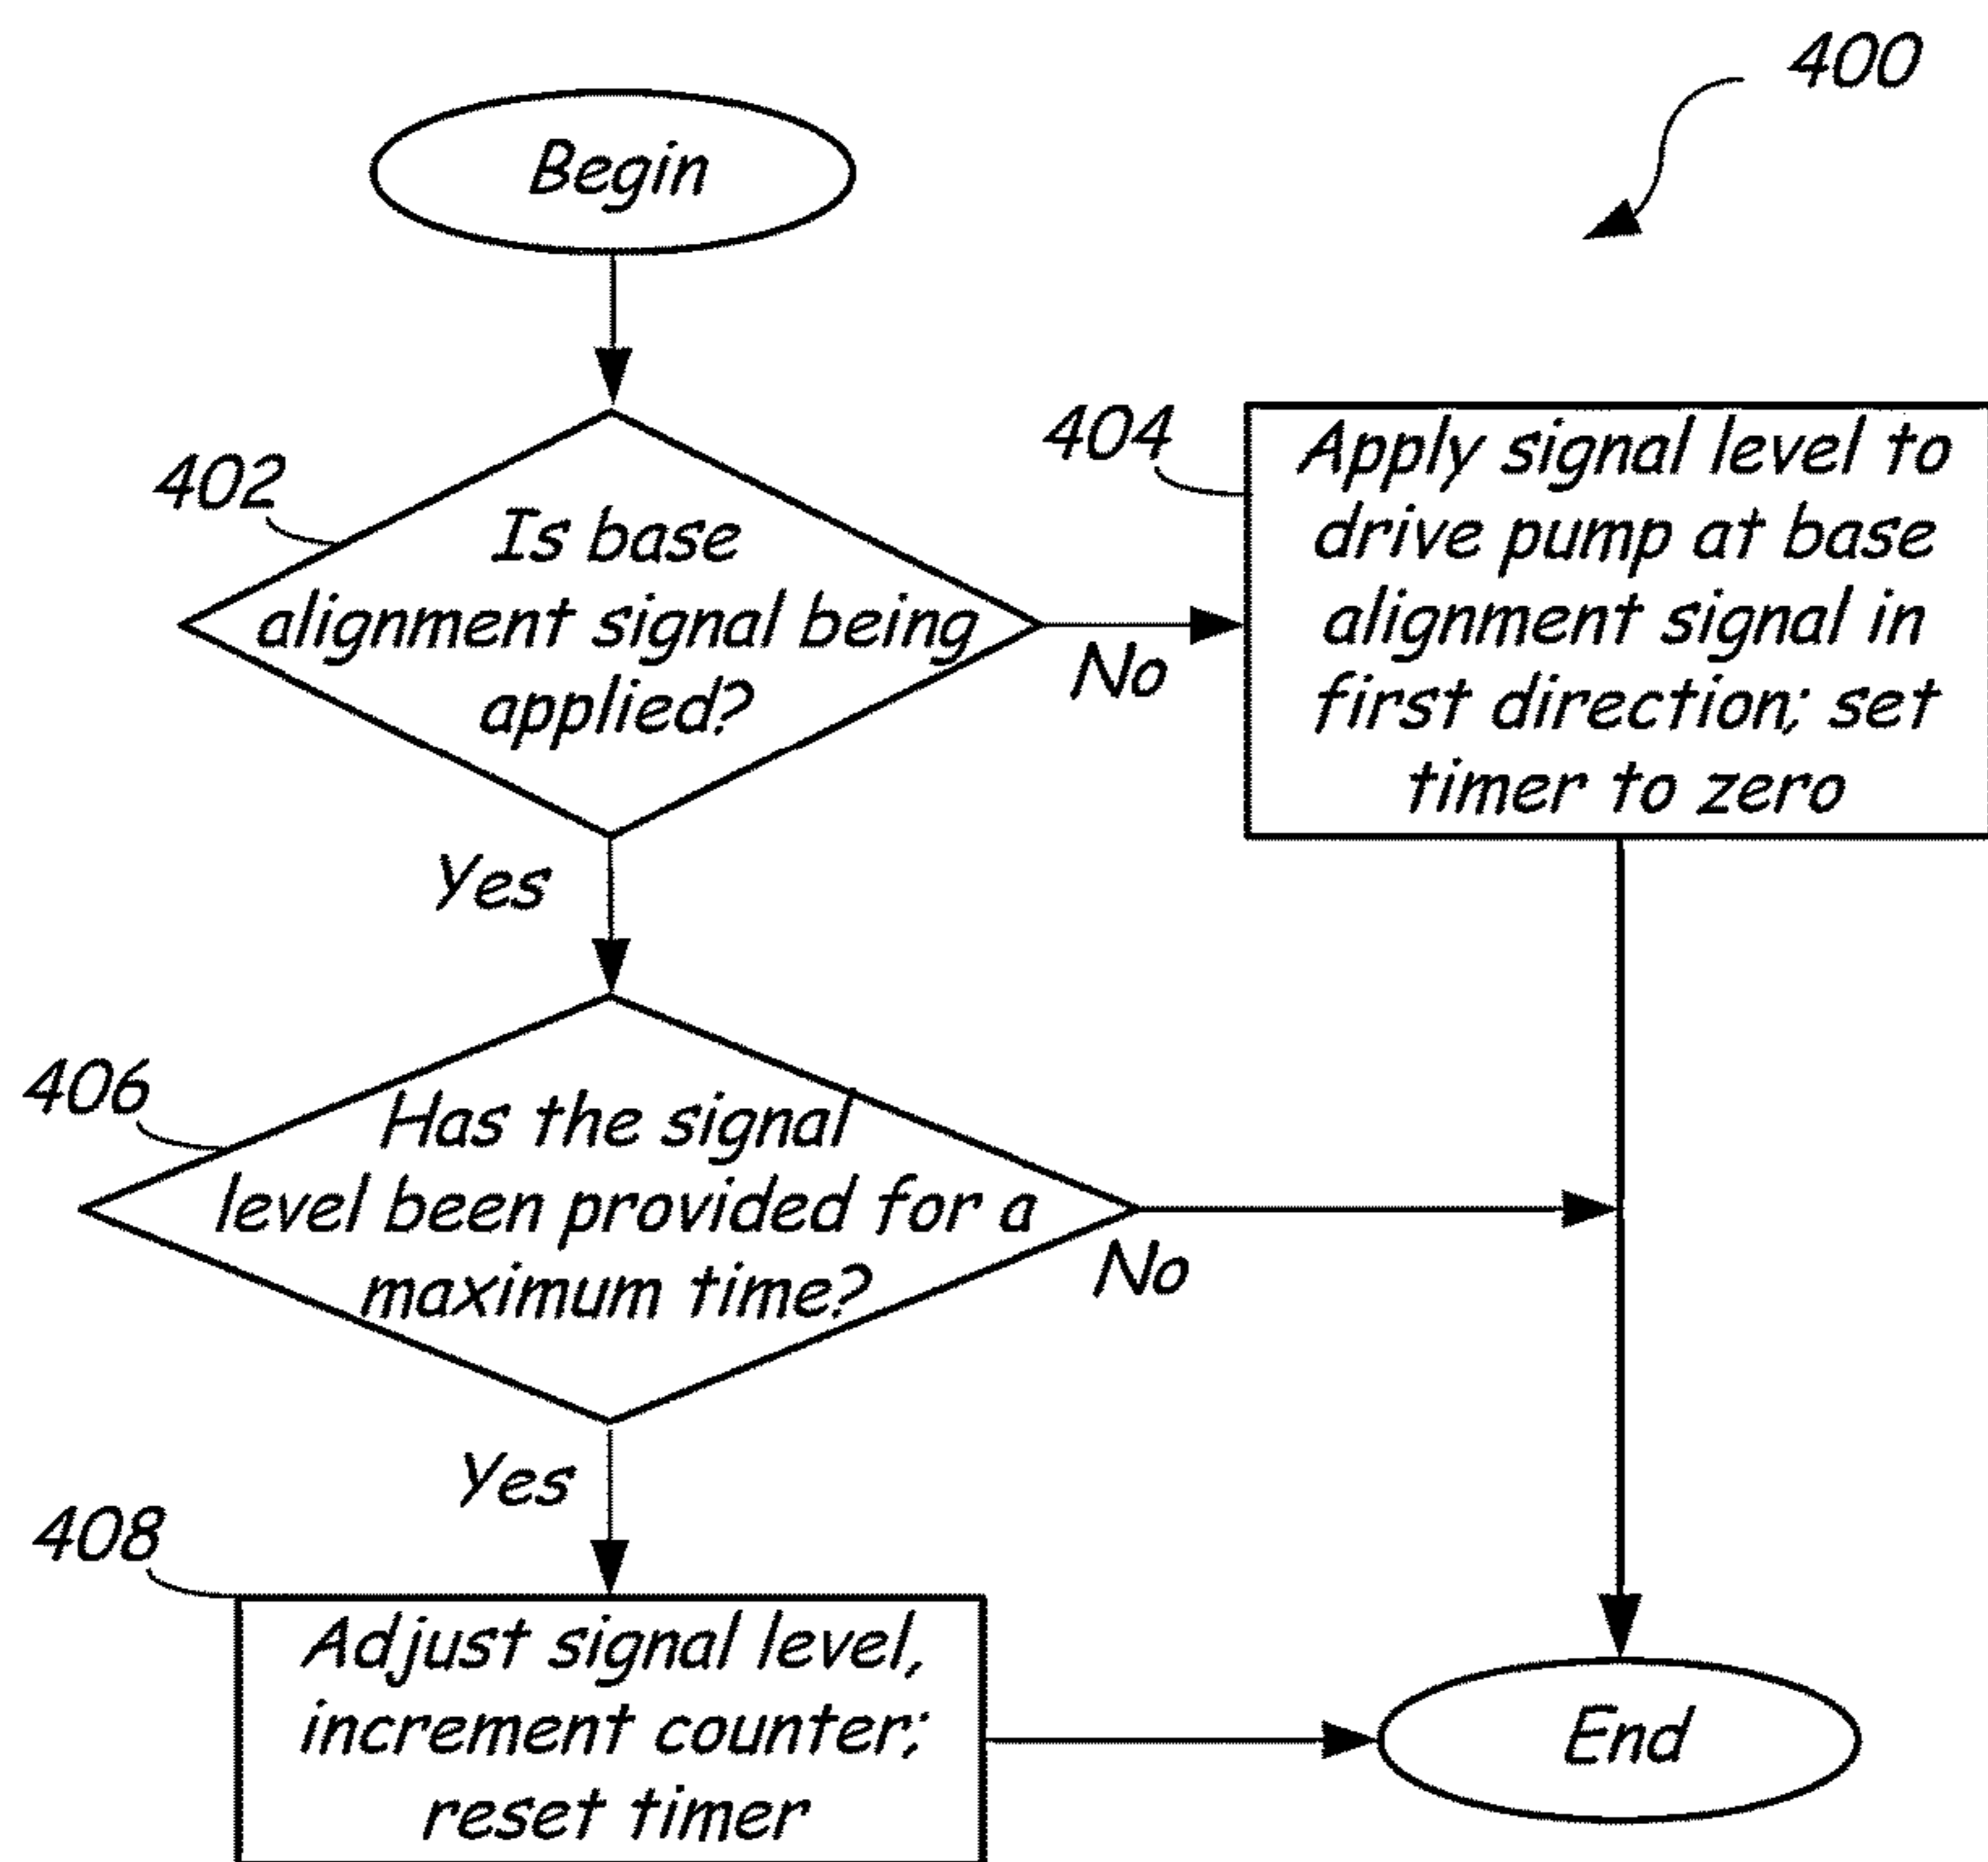 400
Begin
402
Is base
alignment signal being
applied?
No
404
Apply signal level to
drive pump at base
alignment signal in
first direction; set
timer to zero
Yes
406
Has the signal
level been provided for a
maximum time?
No
Yes
408
Adjust signal level,
increment counter;
reset timer
End